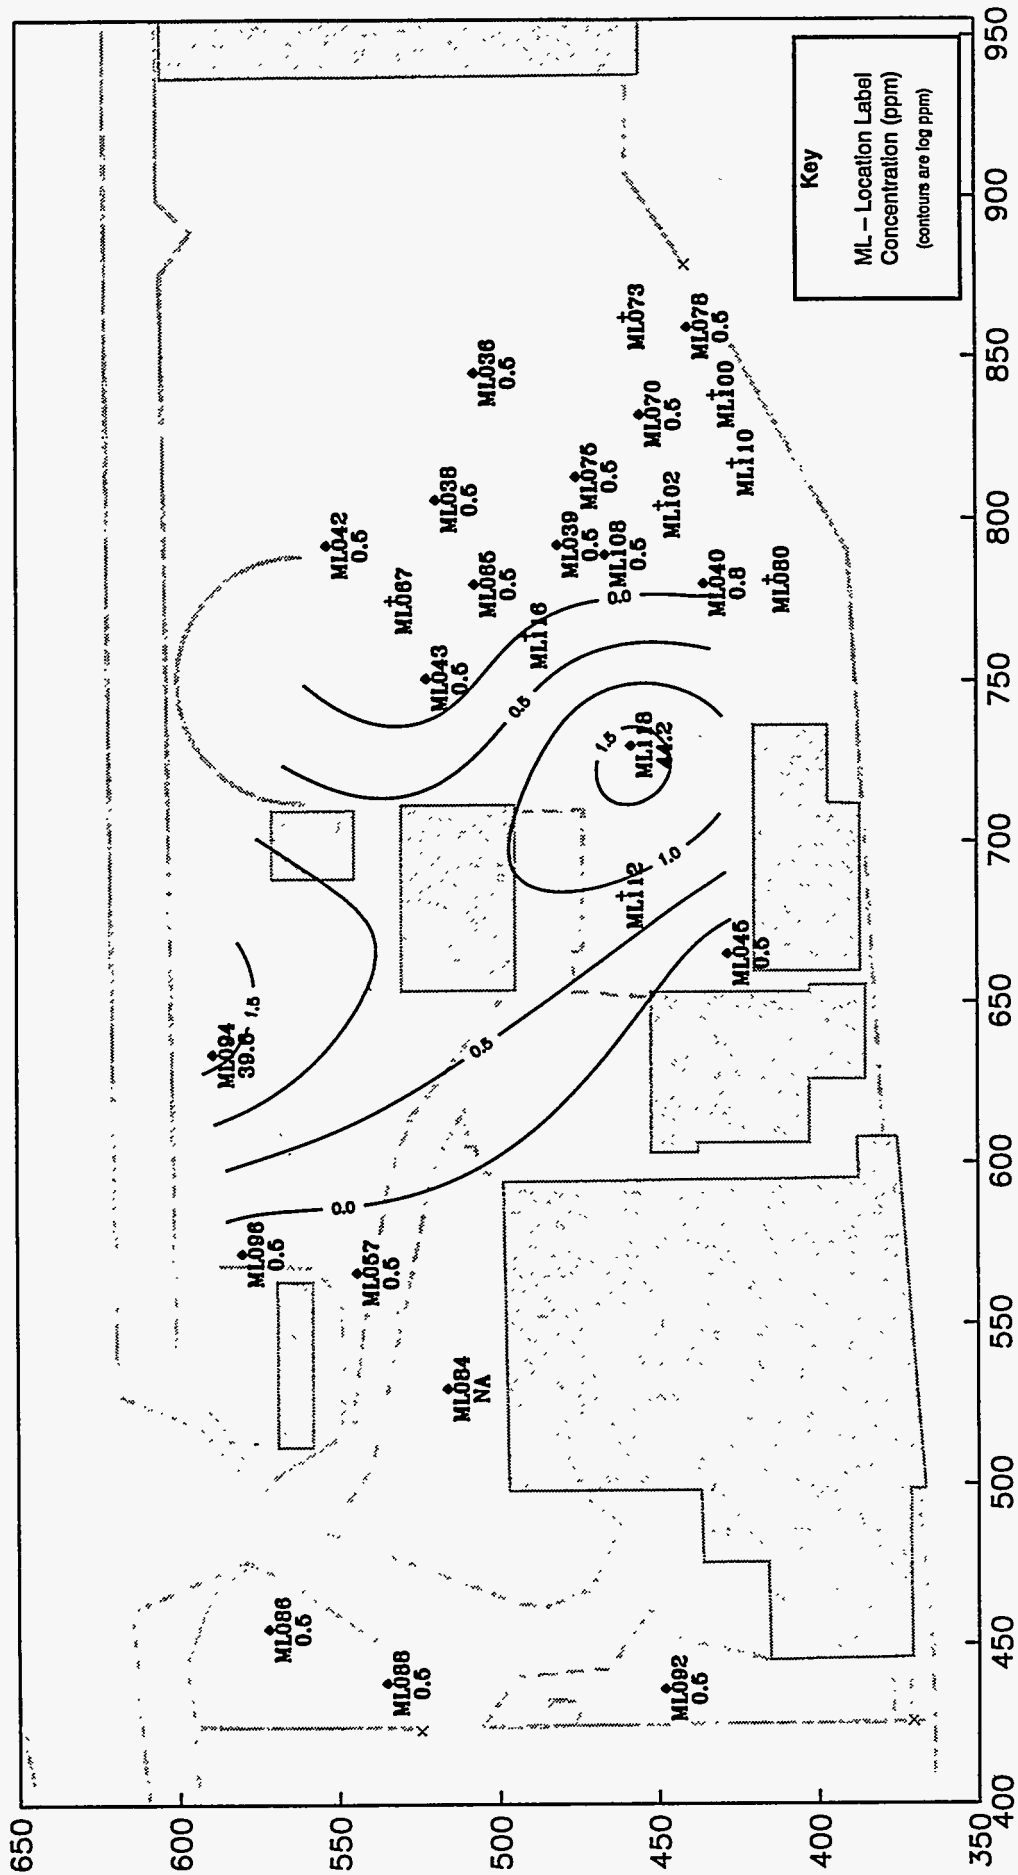 650
600
550
500
450
400
350
400
450
500
550
600
650
700
750
800
850
900
950
Key
ML – Location Label
Concentration (ppm)
(contours are log ppm)
ML042
0.5
ML067
ML038
0.5
ML036
0.5
ML085
0.5
ML043
0.5
ML116
ML039
0.5
ML075
0.5
ML108
0.5
ML102
ML070
0.5
ML073
ML078
0.5
ML100
ML110
ML080
ML040
0.8
ML118
44.2
ML112
ML045
0.5
ML094
39.6
ML096
0.5
ML057
0.5
ML084
NA
ML086
0.5
ML088
0.5
ML092
0.5
0.5
1.5
1.0
1.5
0.5
0.0